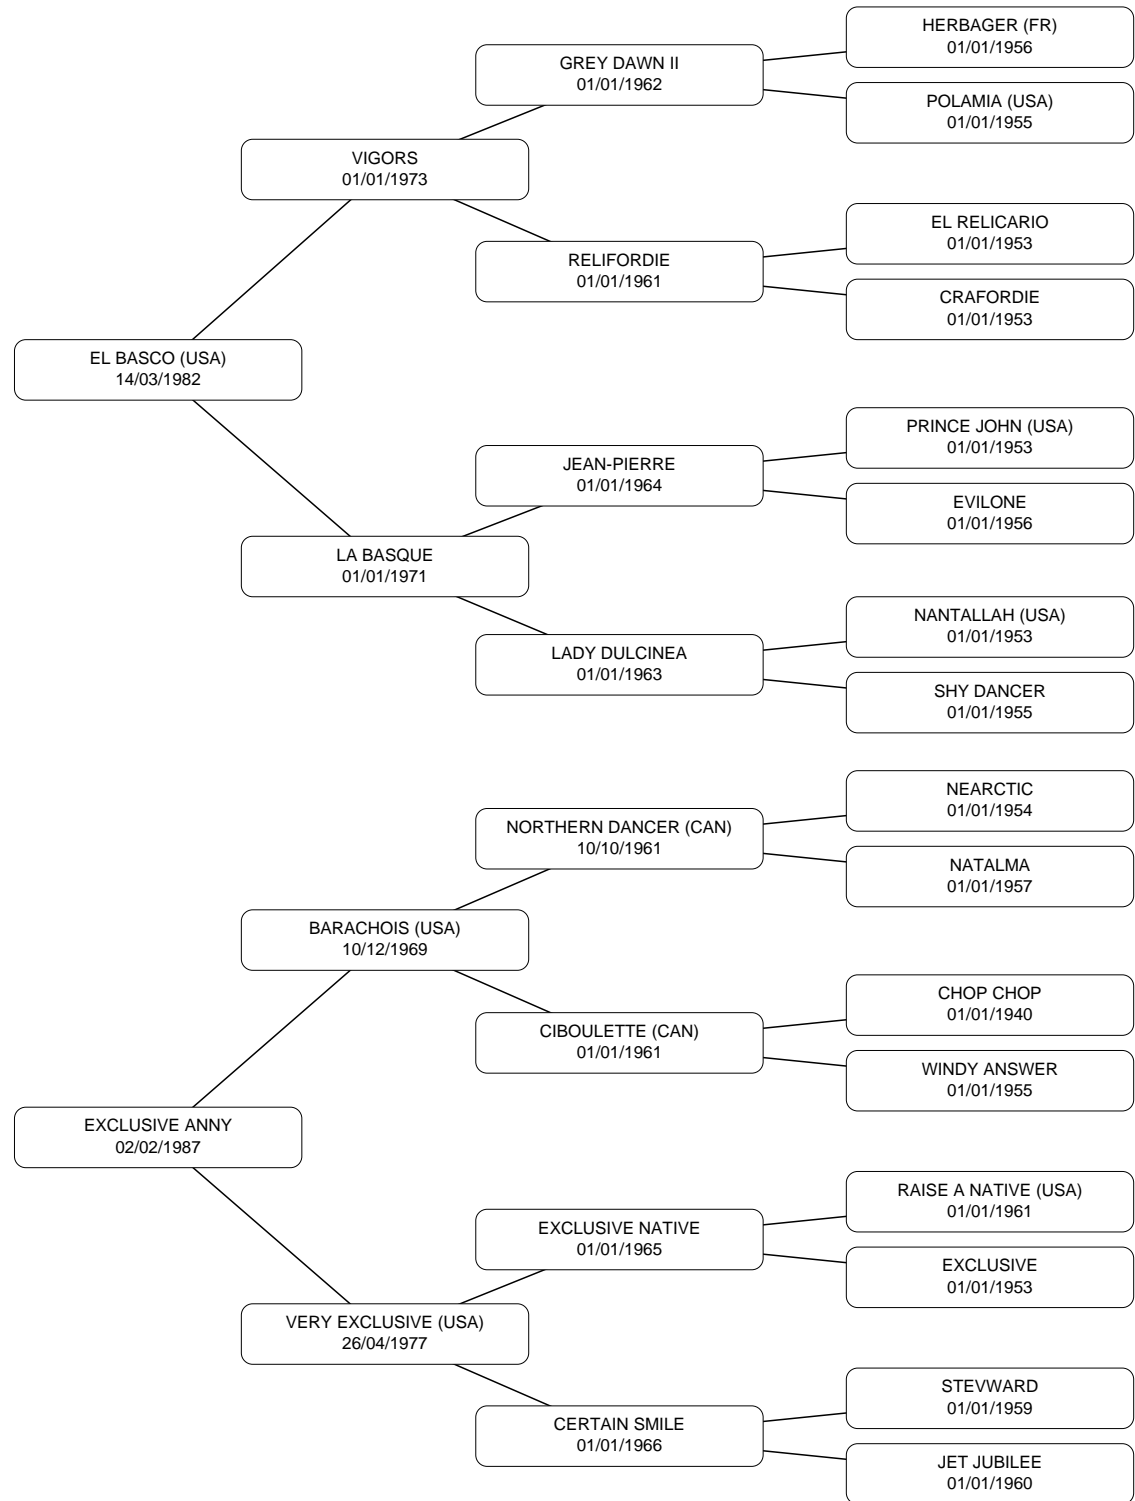 HERBAGER (FR)
01/01/1956
GREY DAWN II
01/01/1962
POLAMIA (USA)
01/01/1955
VIGORS
01/01/1973
EL RELICARIO
01/01/1953
RELIFORDIE
01/01/1961
CRAFORDIE
01/01/1953
EL BASCO (USA)
14/03/1982
PRINCE JOHN (USA)
01/01/1953
JEAN-PIERRE
01/01/1964
EVILONE
01/01/1956
LA BASQUE
01/01/1971
NANTALLAH (USA)
01/01/1953
LADY DULCINEA
01/01/1963
SHY DANCER
01/01/1955
NEARCTIC
01/01/1954
NORTHERN DANCER (CAN)
10/10/1961
NATALMA
01/01/1957
BARACHOIS (USA)
10/12/1969
CHOP CHOP
01/01/1940
CIBOULETTE (CAN)
01/01/1961
WINDY ANSWER
01/01/1955
EXCLUSIVE ANNY
02/02/1987
RAISE A NATIVE (USA)
01/01/1961
EXCLUSIVE NATIVE
01/01/1965
EXCLUSIVE
01/01/1953
VERY EXCLUSIVE (USA)
26/04/1977
STEVWARD
01/01/1959
CERTAIN SMILE
01/01/1966
JET JUBILEE
01/01/1960